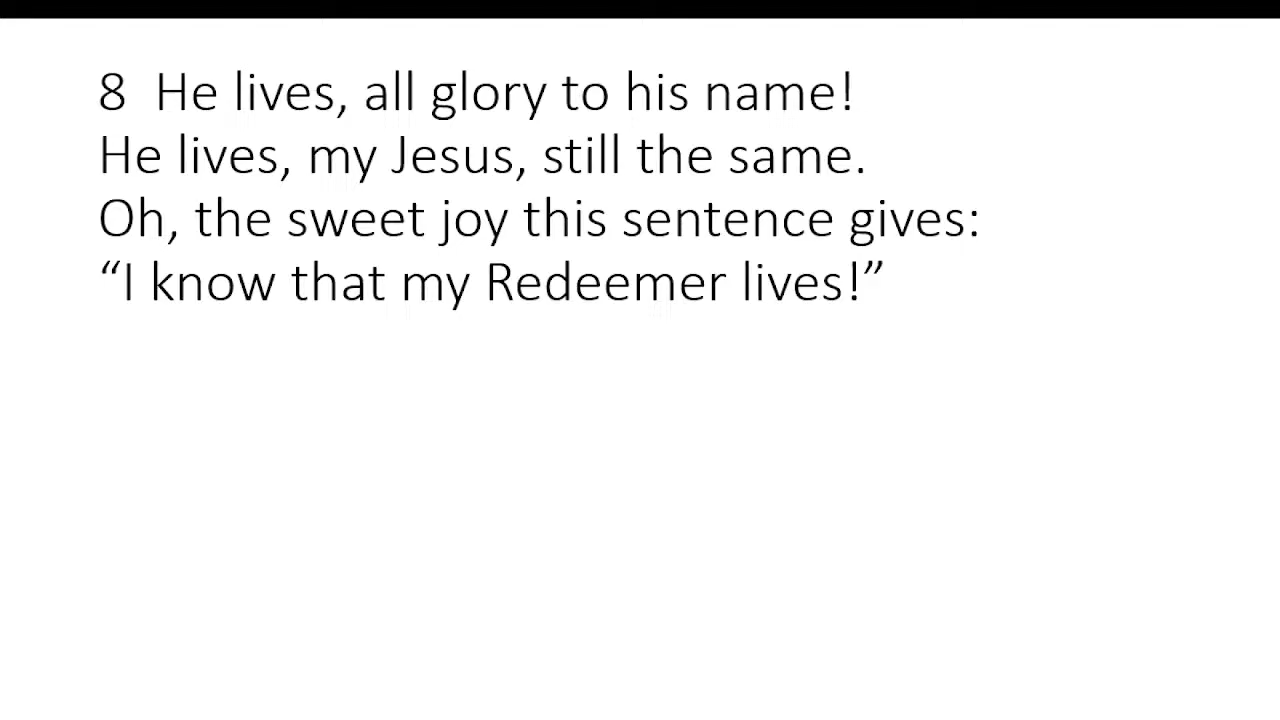 8  He lives, all glory to his name!
He lives, my Jesus, still the same.
Oh, the sweet joy this sentence gives:
“I know that my Redeemer lives!”